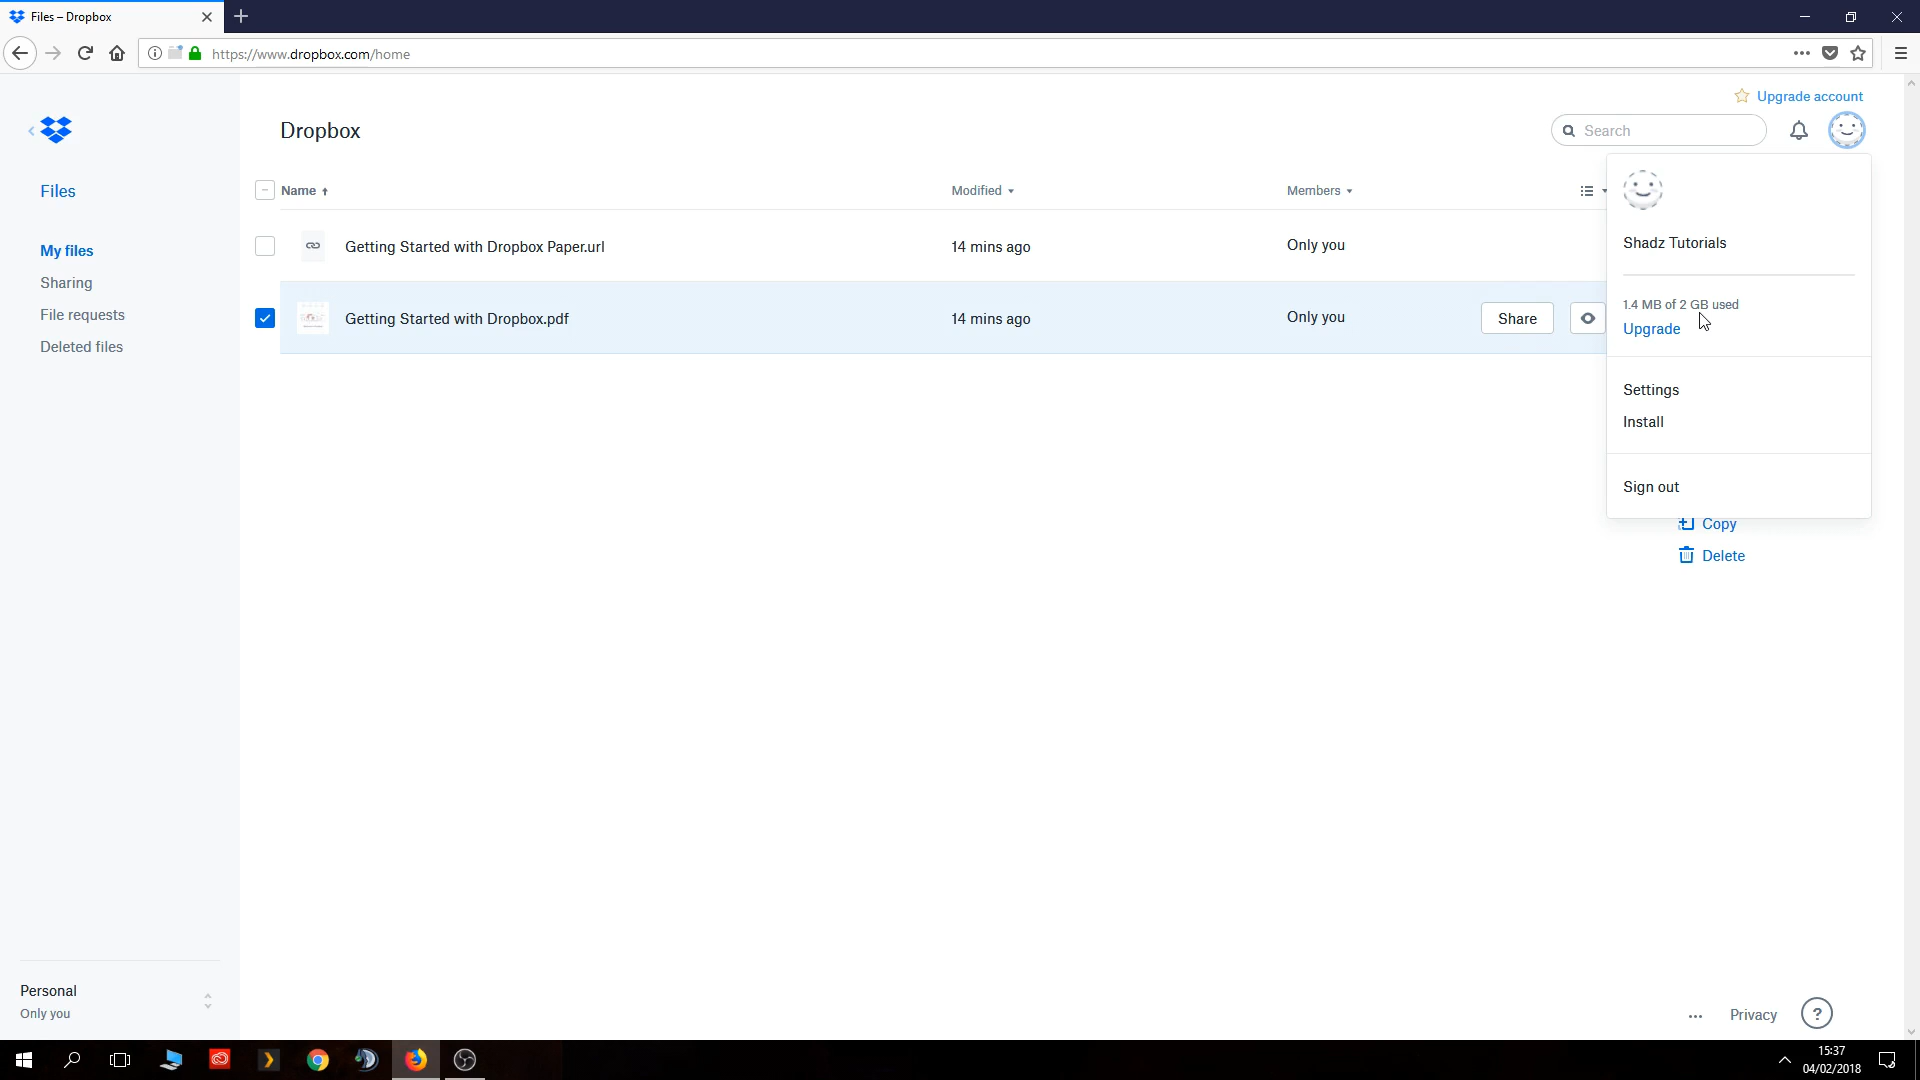 Files – Dropbox
https://www.dropbox.com/home
Upgrade account
Dropbox
Search
Files
My files
Sharing
File requests
Deleted files
Name
Modified
Members
Getting Started with Dropbox Paper.url
14 mins ago
Only you
Getting Started with Dropbox.pdf
14 mins ago
Only you
Share
Shadz Tutorials
1.4 MB of 2 GB used
Upgrade
Settings
Install
Sign out
Copy
Delete
Personal
Only you
Privacy
?
15:37
04/02/2018